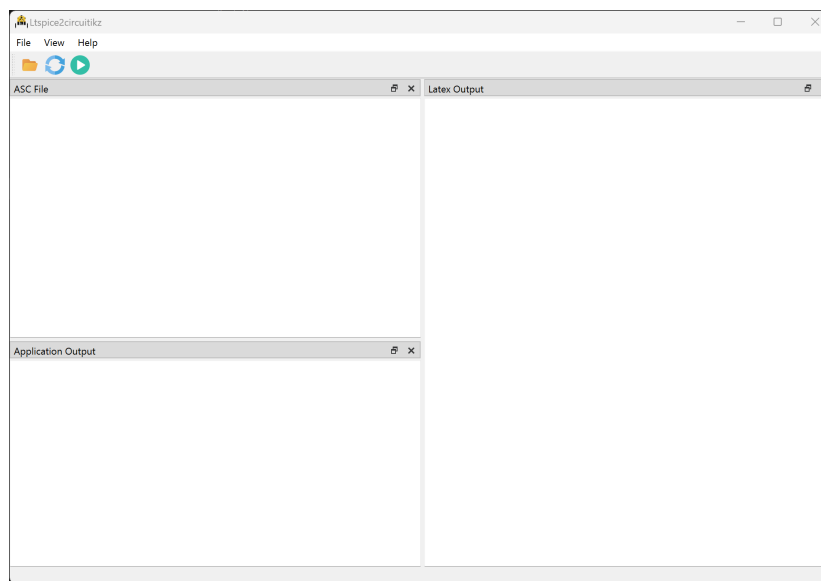 Ltspice2circuitikz
File View Help
ASC File
Latex Output
Application Output